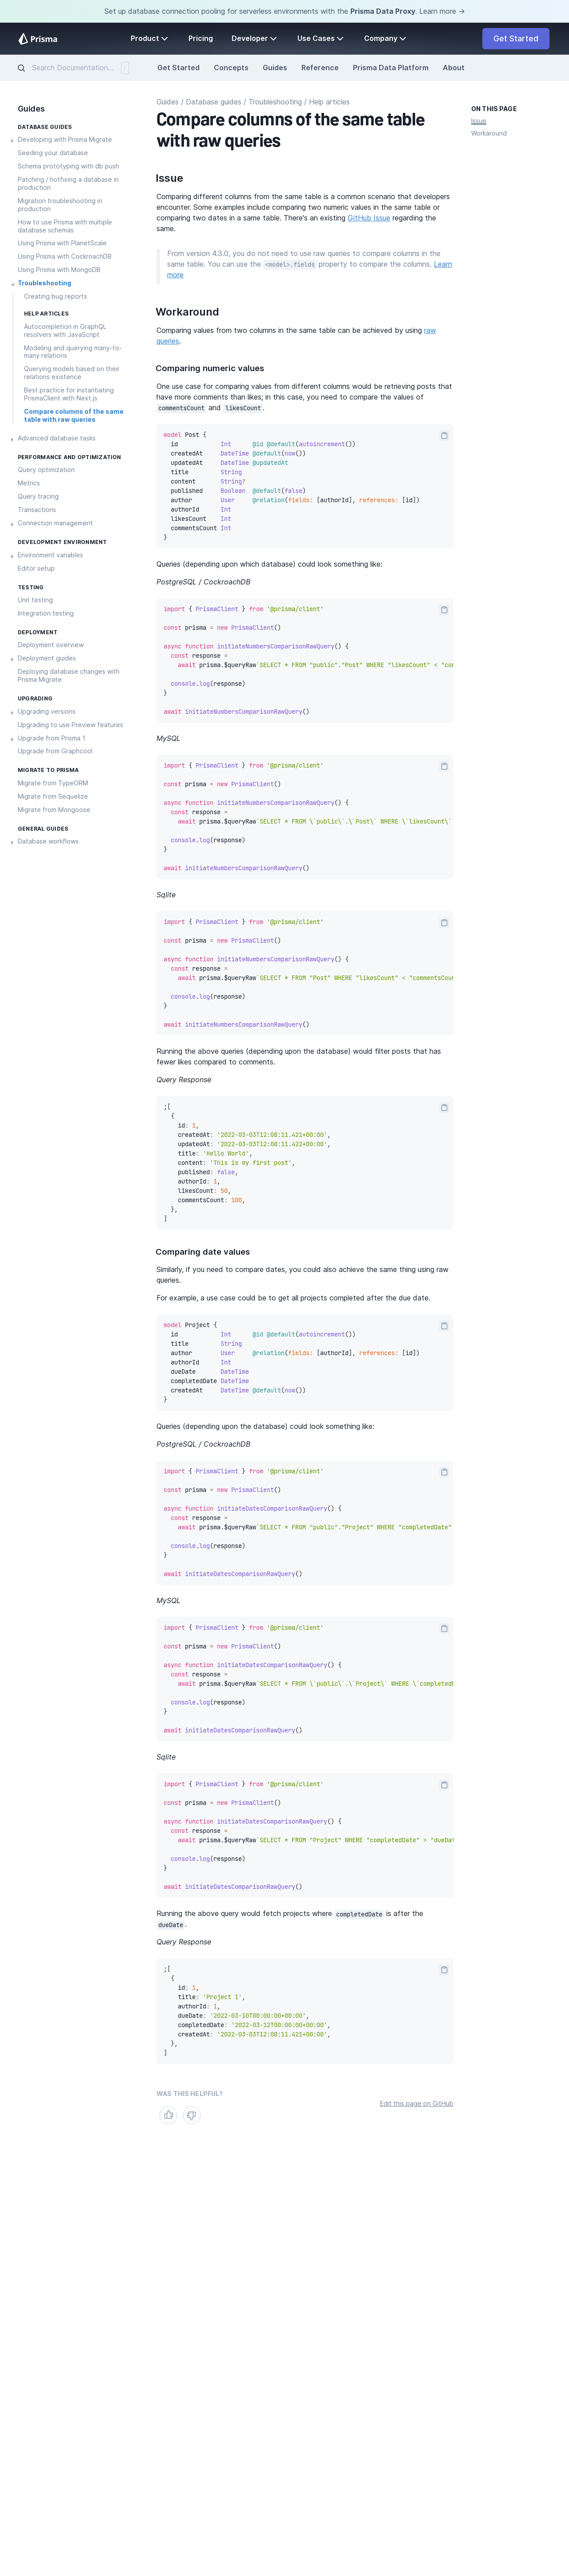 Set up database connection pooling for serverless environments with the Prisma Data Proxy. Learn more →
Prisma
Product
Pricing
Developer
Use Cases
Company
Get Started
Search Documentation... /
Get Started
Concepts
Guides
Reference
Prisma Data Platform
About
Guides
DATABASE GUIDES
Developing with Prisma Migrate
Seeding your database
Schema prototyping with db push
Patching / hotfixing a database in
production
Migration troubleshooting in
production
How to use Prisma with multiple
database schemas
Using Prisma with PlanetScale
Using Prisma with CockroachDB
Using Prisma with MongoDB
Troubleshooting
Creating bug reports
HELP ARTICLES
Autocompletion in GraphQL
resolvers with JavaScript
Modeling and querying many-to-
many relations
Querying models based on their
relations existence
Best practice for instantiating
PrismaClient with Next.js
Compare columns of the same
table with raw queries
Advanced database tasks
PERFORMANCE AND OPTIMIZATION
Query optimization
Metrics
Query tracing
Transactions
Connection management
DEVELOPMENT ENVIRONMENT
Environment variables
Editor setup
TESTING
Unit testing
Integration testing
DEPLOYMENT
Deployment overview
Deployment guides
Deploying database changes with
Prisma Migrate
UPGRADING
Upgrading versions
Upgrading to use Preview features
Upgrade from Prisma 1
Upgrade from Graphcool
MIGRATE TO PRISMA
Migrate from TypeORM
Migrate from Sequelize
Migrate from Mongoose
GENERAL GUIDES
Database workflows
Guides / Database guides / Troubleshooting / Help articles
Compare columns of the same table
with raw queries
Issue
Comparing different columns from the same table is a common scenario that developers
encounter. Some examples include comparing two numeric values in the same table or
comparing two dates in a same table. There's an existing GitHub Issue regarding the
same.
From version 4.3.0, you do not need to use raw queries to compare columns in the
same table. You can use the <model>.fields property to compare the columns. Learn
more
Workaround
Comparing values from two columns in the same table can be achieved by using raw
queries.
Comparing numeric values
One use case for comparing values from different columns would be retrieving posts that
have more comments than likes; in this case, you need to compare the values of
commentsCount and likesCount.
model Post {
  id            Int      @id @default(autoincrement())
  createdAt     DateTime @default(now())
  updatedAt     DateTime @updatedAt
  title         String
  content       String?
  published     Boolean  @default(false)
  author        User     @relation(fields: [authorId], references: [id])
  authorId      Int
  likesCount    Int
  commentsCount Int
}
Queries (depending upon which database) could look something like:
PostgreSQL / CockroachDB
import { PrismaClient } from '@prisma/client'
const prisma = new PrismaClient()
async function initiateNumbersComparisonRawQuery() {
  const response =
    await prisma.$queryRaw`SELECT * FROM "public"."Post" WHERE "likesCount" < "com
  console.log(response)
}
await initiateNumbersComparisonRawQuery()
MySQL
import { PrismaClient } from '@prisma/client'
const prisma = new PrismaClient()
async function initiateNumbersComparisonRawQuery() {
  const response =
    await prisma.$queryRaw`SELECT * FROM \`public\`.\`Post\` WHERE \`likesCount\`
  console.log(response)
}
await initiateNumbersComparisonRawQuery()
Sqlite
import { PrismaClient } from '@prisma/client'
const prisma = new PrismaClient()
async function initiateNumbersComparisonRawQuery() {
  const response =
    await prisma.$queryRaw`SELECT * FROM "Post" WHERE "likesCount" < "commentsCoun
  console.log(response)
}
await initiateNumbersComparisonRawQuery()
Running the above queries (depending upon the database) would filter posts that has
fewer likes compared to comments.
Query Response
;[
  {
    id: 1,
    createdAt: '2022-03-03T12:08:11.421+00:00',
    updatedAt: '2022-03-03T12:08:11.422+00:00',
    title: 'Hello World',
    content: 'This is my first post',
    published: false,
    authorId: 1,
    likesCount: 50,
    commentsCount: 100,
  },
]
Comparing date values
Similarly, if you need to compare dates, you could also achieve the same thing using raw
queries.
For example, a use case could be to get all projects completed after the due date.
model Project {
  id            Int      @id @default(autoincrement())
  title         String
  author        User     @relation(fields: [authorId], references: [id])
  authorId      Int
  dueDate       DateTime
  completedDate DateTime
  createdAt     DateTime @default(now())
}
Queries (depending upon the database) could look something like:
PostgreSQL / CockroachDB
import { PrismaClient } from '@prisma/client'
const prisma = new PrismaClient()
async function initiateDatesComparisonRawQuery() {
  const response =
    await prisma.$queryRaw`SELECT * FROM "public"."Project" WHERE "completedDate"
  console.log(response)
}
await initiateDatesComparisonRawQuery()
MySQL
import { PrismaClient } from '@prisma/client'
const prisma = new PrismaClient()
async function initiateDatesComparisonRawQuery() {
  const response =
    await prisma.$queryRaw`SELECT * FROM \`public\`.\`Project\` WHERE \`completedD
  console.log(response)
}
await initiateDatesComparisonRawQuery()
Sqlite
import { PrismaClient } from '@prisma/client'
const prisma = new PrismaClient()
async function initiateDatesComparisonRawQuery() {
  const response =
    await prisma.$queryRaw`SELECT * FROM "Project" WHERE "completedDate" > "dueDat
  console.log(response)
}
await initiateDatesComparisonRawQuery()
Running the above query would fetch projects where completedDate is after the
dueDate.
Query Response
;[
  {
    id: 1,
    title: 'Project 1',
    authorId: 1,
    dueDate: '2022-03-10T00:00:00+00:00',
    completedDate: '2022-03-12T00:00:00+00:00',
    createdAt: '2022-03-03T12:08:11.421+00:00',
  },
]
WAS THIS HELPFUL?
Edit this page on GitHub
ON THIS PAGE
Issue
Workaround